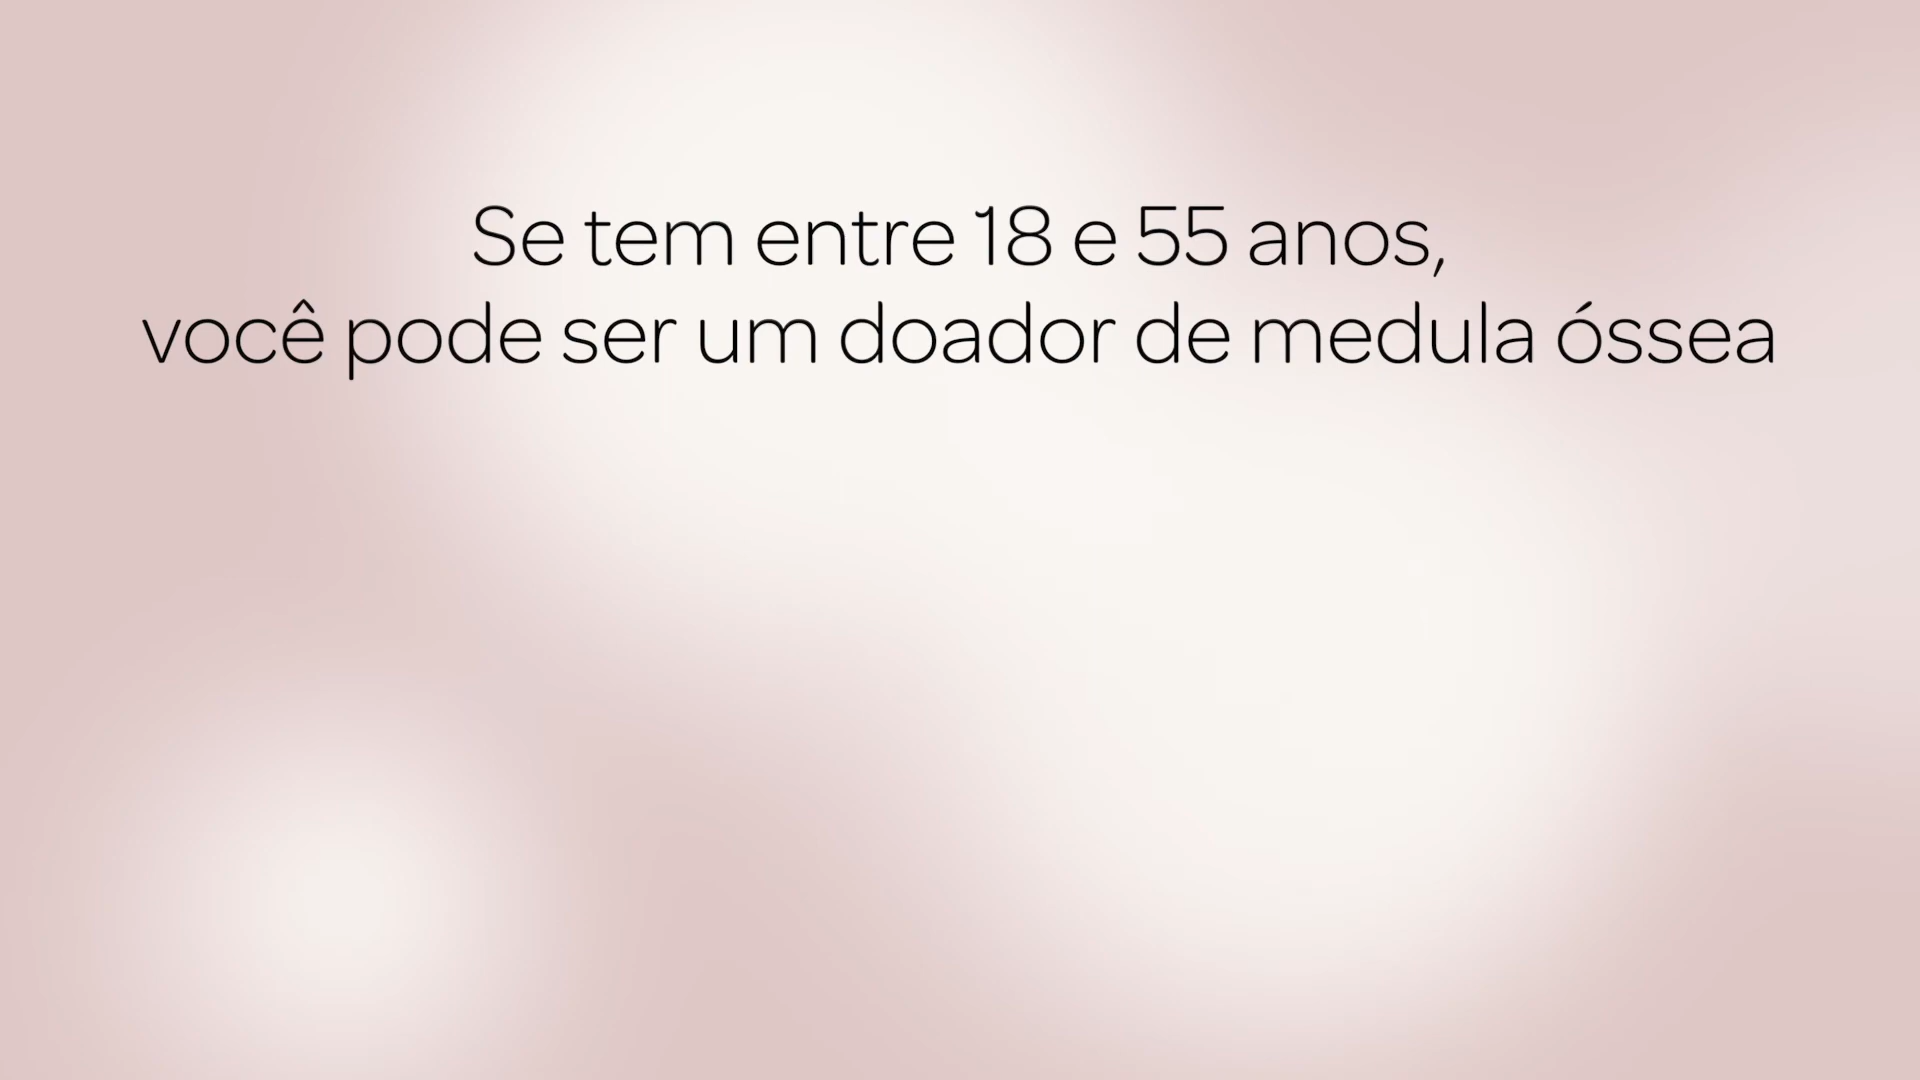 Se tem entre 18 e 55 anos,
você pode ser um doador de medula óssea